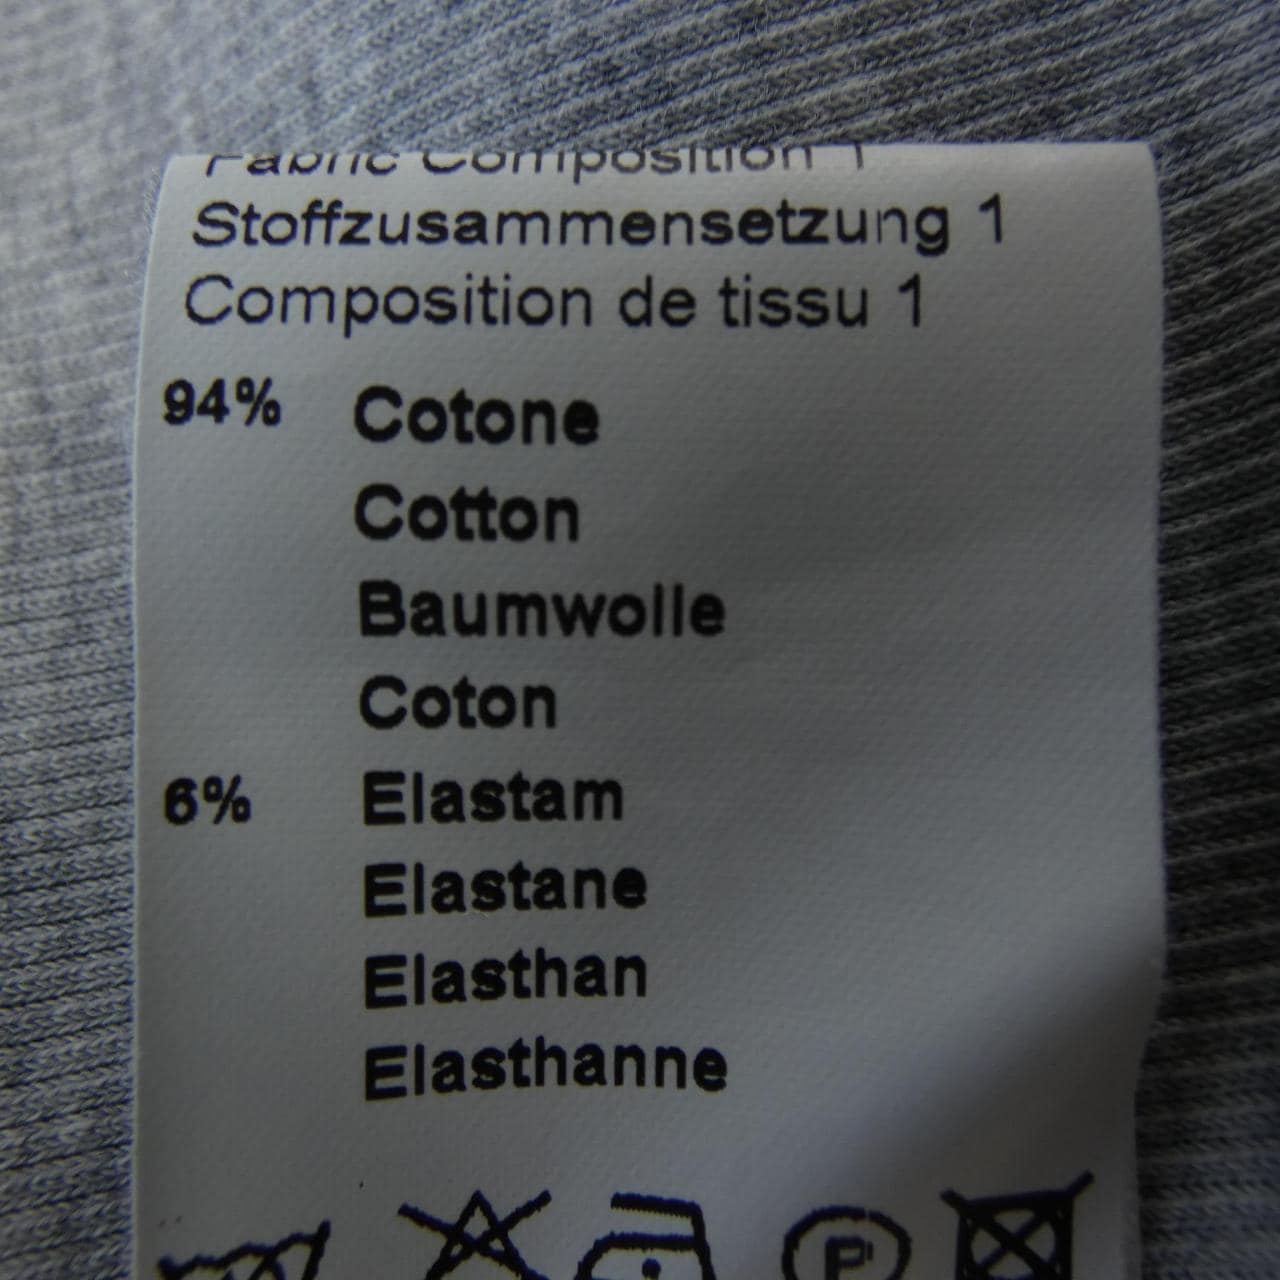 Fabric Composition 1
Stoffzusammensetzung 1
Composition de tissu 1
94% Cotone
Cotton
Baumwolle
Coton
6% Elastam
Elastane
Elasthan
Elasthanne
P